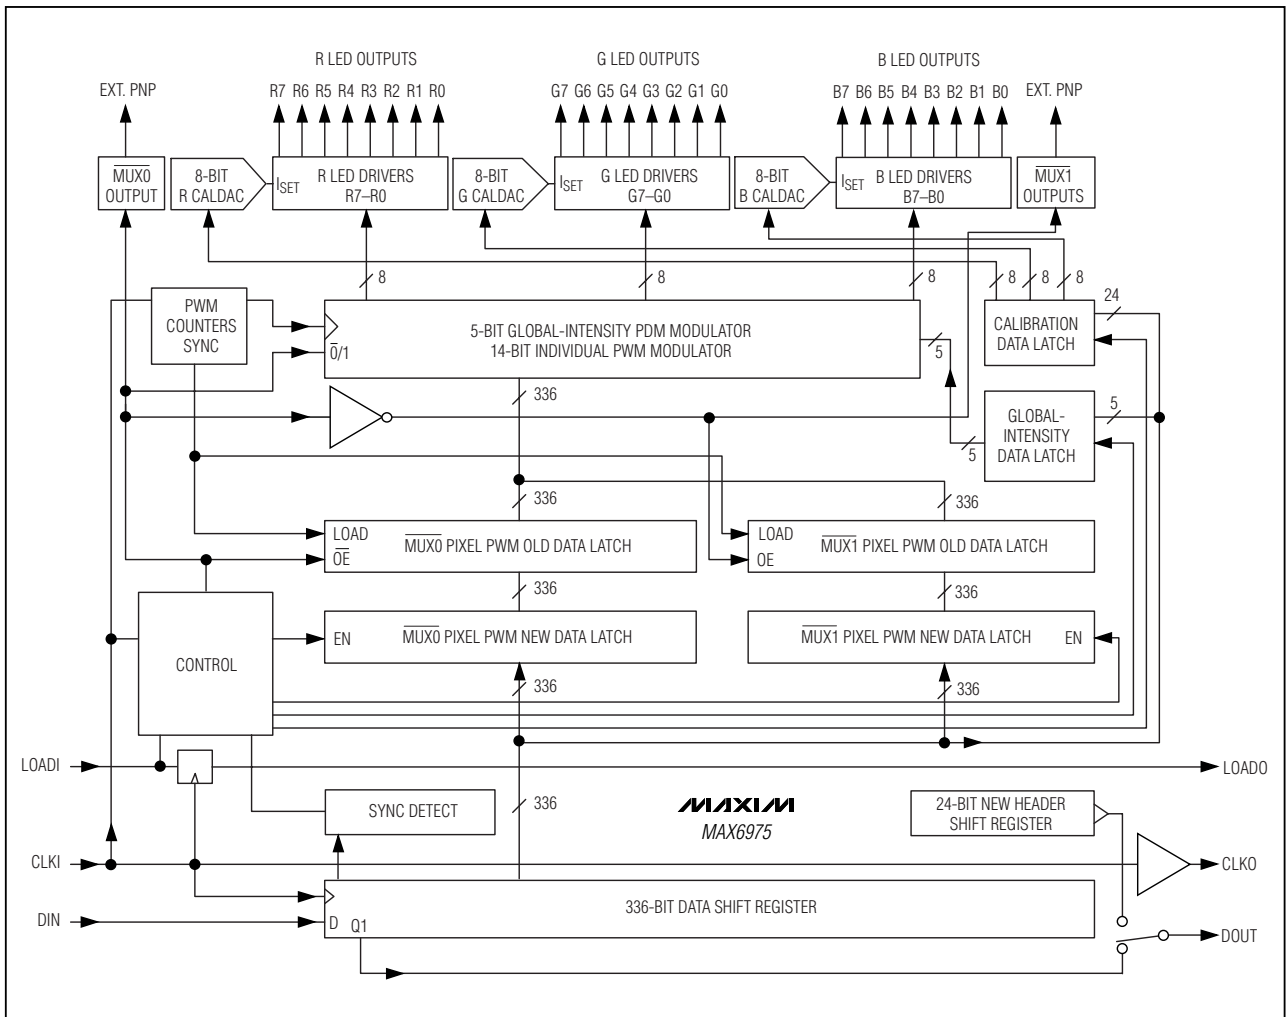 R LED OUTPUTS
G LED OUTPUTS
B LED OUTPUTS
EXT. PNP
R7 R6 R5 R4 R3 R2 R1 R0
G7 G6 G5 G4 G3 G2 G1 G0
B7 B6 B5 B4 B3 B2 B1 B0
EXT. PNP
MUX0
OUTPUT
8-BIT
R CALDAC
ISET
R LED DRIVERS
R7–R0
8-BIT
G CALDAC
ISET
G LED DRIVERS
G7–G0
8-BIT
B CALDAC
ISET
B LED DRIVERS
B7–B0
MUX1
OUTPUTS
8
8
8
8
8
8
24
PWM
COUNTERS
SYNC
0/1
5-BIT GLOBAL-INTENSITY PDM MODULATOR
14-BIT INDIVIDUAL PWM MODULATOR
5
CALIBRATION
DATA LATCH
336
5
GLOBAL-
INTENSITY
DATA LATCH
5
336
336
LOAD
OE
MUX0 PIXEL PWM OLD DATA LATCH
LOAD
OE
MUX1 PIXEL PWM OLD DATA LATCH
336
336
CONTROL
EN
MUX0 PIXEL PWM NEW DATA LATCH
MUX1 PIXEL PWM NEW DATA LATCH
EN
336
336
LOADI
LOADO
SYNC DETECT
336
MAXIM
MAX6975
24-BIT NEW HEADER
SHIFT REGISTER
CLKI
CLKO
DIN
D
Q1
336-BIT DATA SHIFT REGISTER
DOUT